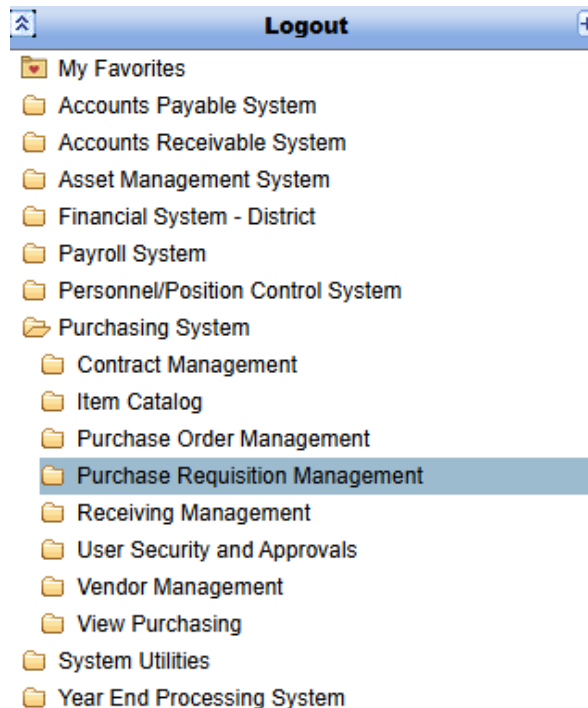 Logout
My Favorites
Accounts Payable System
Accounts Receivable System
Asset Management System
Financial System - District
Payroll System
Personnel/Position Control System
Purchasing System
Contract Management
Item Catalog
Purchase Order Management
Purchase Requisition Management
Receiving Management
User Security and Approvals
Vendor Management
View Purchasing
System Utilities
Year End Processing System